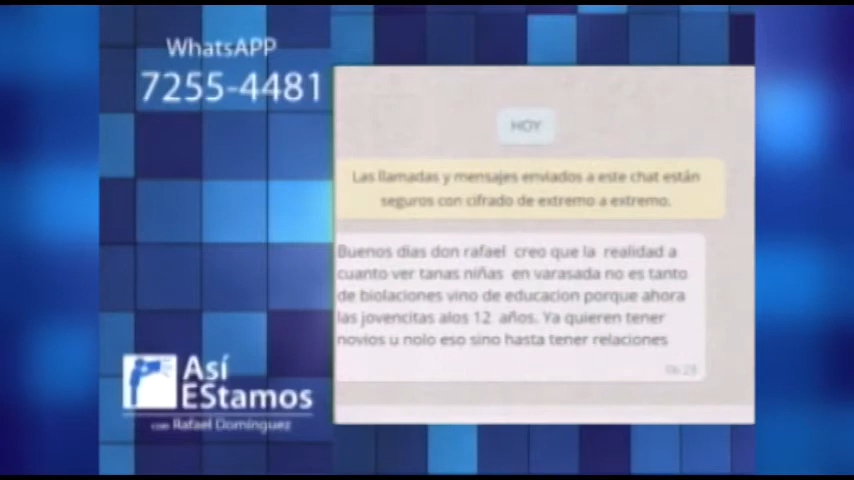 WhatsAPP
7255-4481
HOY
Las llamadas y mensajes enviados a este chat están
seguros con cifrado de extremo a extremo.
Buenos dias don rafael creo que la realidad a
cuanto ver tanas niñas en varasada no es tanto
de biolaciones vino de educacion porque ahora
las jovencitas alos 12 años. Ya quieren tener
novios u nolo eso sino hasta tener relaciones
06:28
Así
EStamos
con Rafael Domínguez